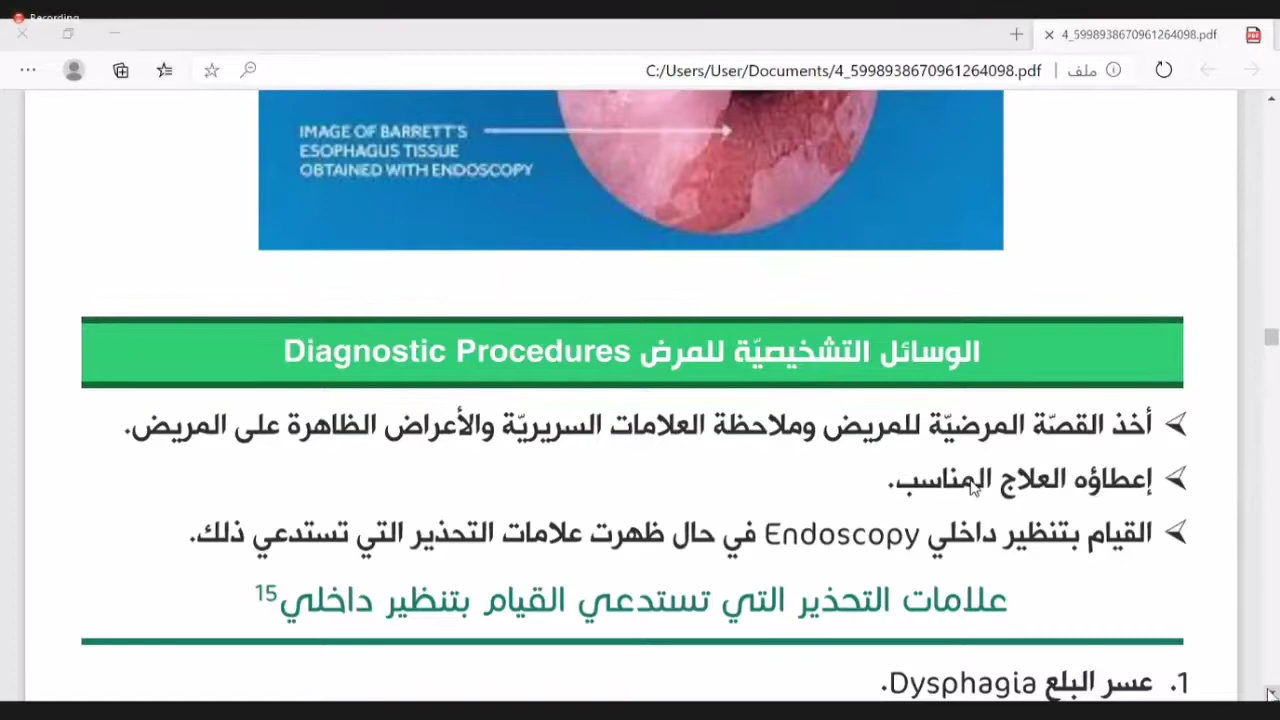 Recording
4_5998938670961264098.pdf
C:/Users/User/Documents/4_5998938670961264098.pdf | ملف
IMAGE OF BARRETT'S
ESOPHAGUS TISSUE
OBTAINED WITH ENDOSCOPY
الوسائل التشخيصيّة للمرض Diagnostic Procedures
أخذ القصّة المرضيّة للمريض وملاحظة العلامات السريريّة والأعراض الظاهرة على المريض.
إعطاؤه العلاج المناسب.
القيام بتنظير داخلي Endoscopy في حال ظهرت علامات التحذير التي تستدعي ذلك.
علامات التحذير التي تستدعي القيام بتنظير داخلي15
1. عسر البلع Dysphagia.